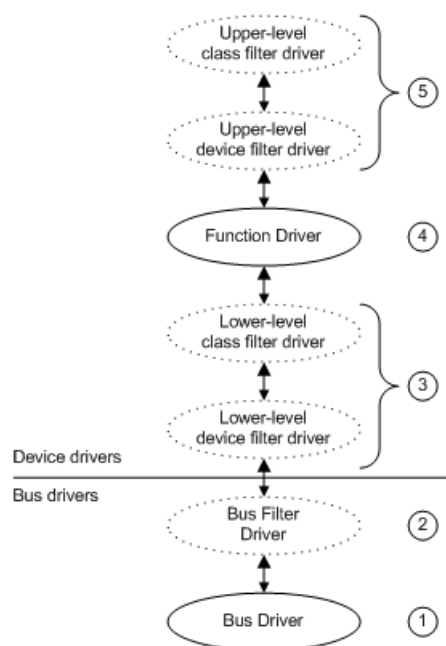 Upper-level
class filter driver
5
Upper-level
device filter driver
Function Driver
4
Lower-level
class filter driver
3
Lower-level
device filter driver
Device drivers
Bus drivers
Bus Filter
Driver
2
Bus Driver
1